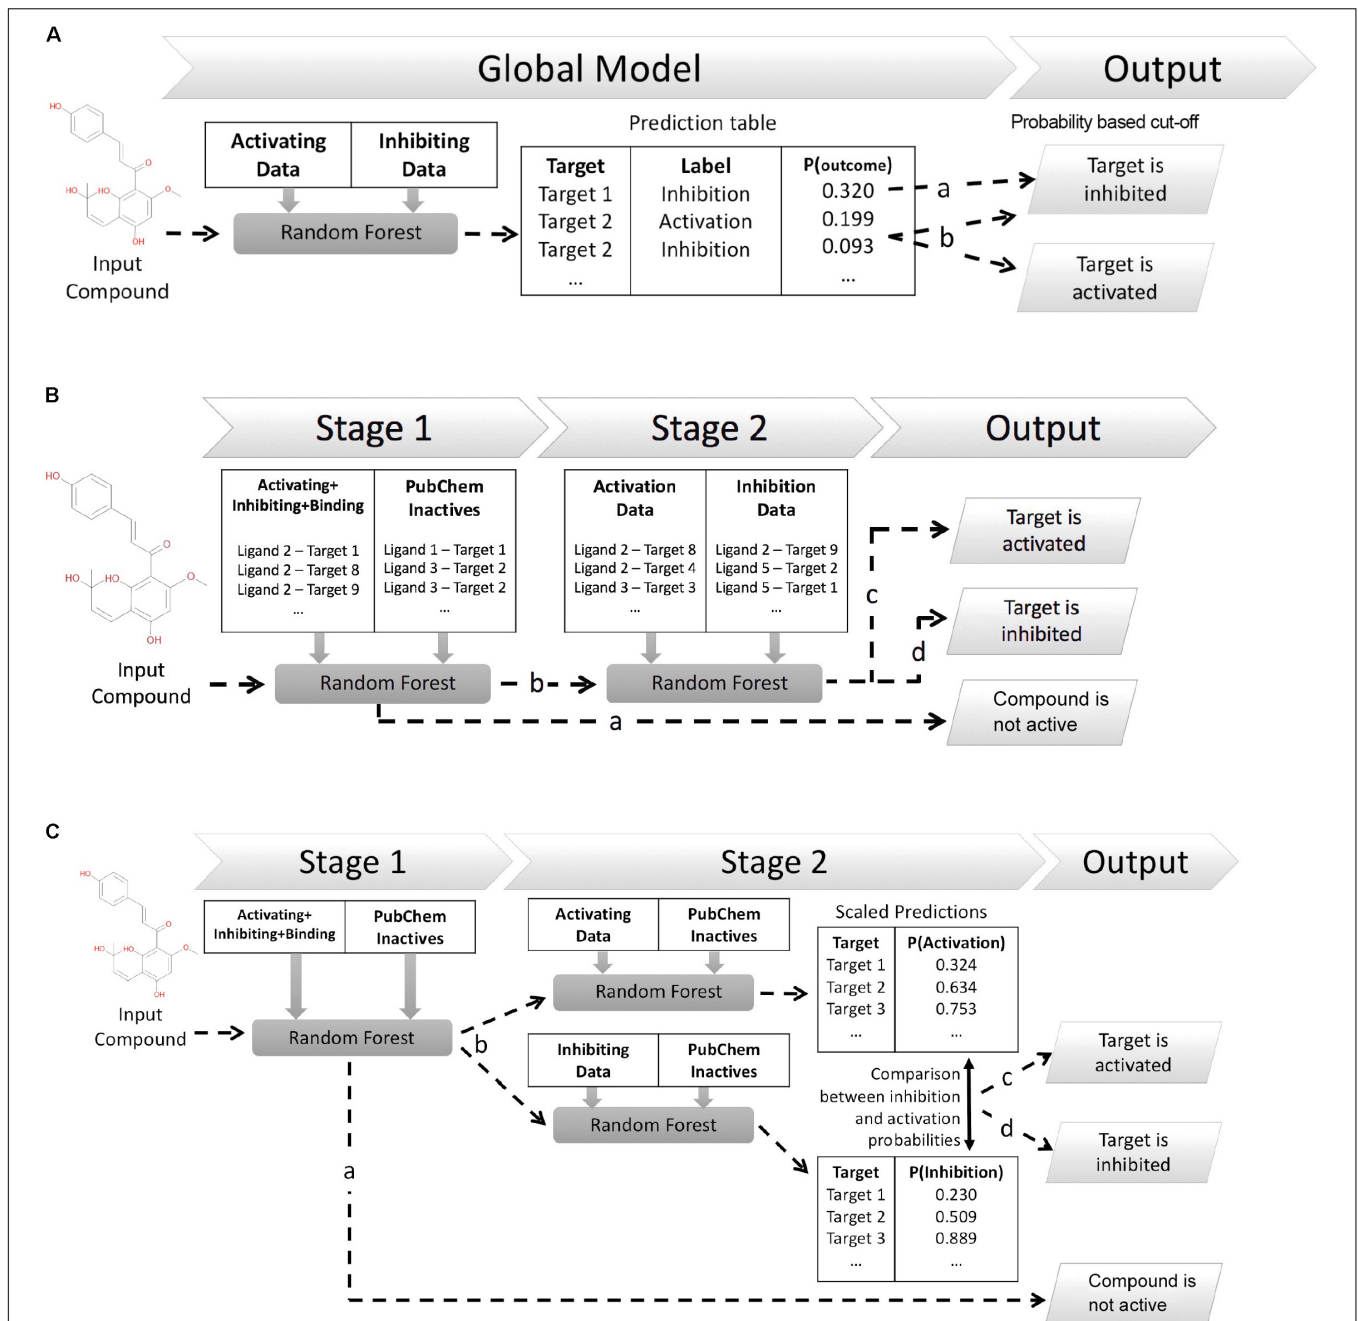 A
Global Model
Output
HO
O
HO
HO
O
OH
Input
Compound
Activating
Data
Inhibiting
Data
Random Forest
Prediction table
Target
Label
P(outcome)
Target 1
Inhibition
0.320
Target 2
Activation
0.199
Target 2
Inhibition
0.093
...
...
a
b
Probability based cut-off
Target is
inhibited
Target is
activated
B
Stage 1
Stage 2
Output
HO
O
HO
HO
O
OH
Input
Compound
Activating+
Inhibiting+Binding
PubChem
Inactives
Ligand 2 – Target 1
Ligand 2 – Target 8
Ligand 2 – Target 9
...
Ligand 1 – Target 1
Ligand 3 – Target 2
Ligand 3 – Target 2
...
Random Forest
b
a
Activation
Data
Inhibition
Data
Ligand 2 – Target 8
Ligand 2 – Target 4
Ligand 3 – Target 3
...
Ligand 2 – Target 9
Ligand 5 – Target 2
Ligand 5 – Target 1
...
Random Forest
c
d
Target is
activated
Target is
inhibited
Compound is
not active
C
Stage 1
Stage 2
Output
HO
O
HO
HO
O
OH
Input
Compound
Activating+
Inhibiting+Binding
PubChem
Inactives
Random Forest
b
a
Activating
Data
PubChem
Inactives
Random Forest
Inhibiting
Data
PubChem
Inactives
Random Forest
Scaled Predictions
Target
P(Activation)
Target 1
0.324
Target 2
0.634
Target 3
0.753
...
...
Comparison
between inhibition
and activation
probabilities
Target
P(Inhibition)
Target 1
0.230
Target 2
0.509
Target 3
0.889
...
...
c
d
Target is
activated
Target is
inhibited
Compound is
not active